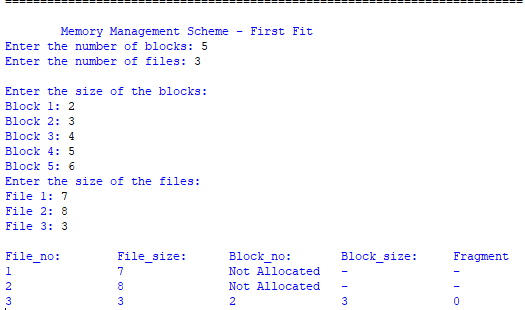 Memory Management Scheme - First Fit
Enter the number of blocks: 5
Enter the number of files: 3
Enter the size of the blocks:
Block 1: 2
Block 2: 3
Block 3: 4
Block 4: 5
Block 5: 6
Enter the size of the files:
File 1: 7
File 2: 8
File 3: 3
File_no: File_size: Block_no: Block_size: Fragment
1 7 Not Allocated - -
2 8 Not Allocated - -
3 3 2 3 0